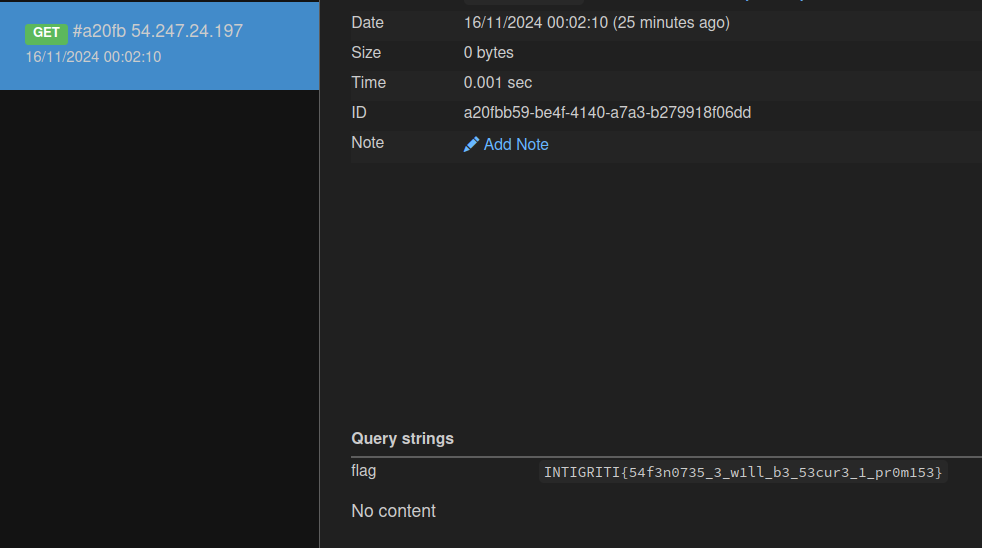 GET #a20fb 54.247.24.197
16/11/2024 00:02:10
Date 16/11/2024 00:02:10 (25 minutes ago)
Size 0 bytes
Time 0.001 sec
ID a20fbb59-be4f-4140-a7a3-b279918f06dd
Note Add Note
Query strings
flag INTIGRITI{54f3n0735_3_w1ll_b3_53cur3_1_pr0m153}
No content